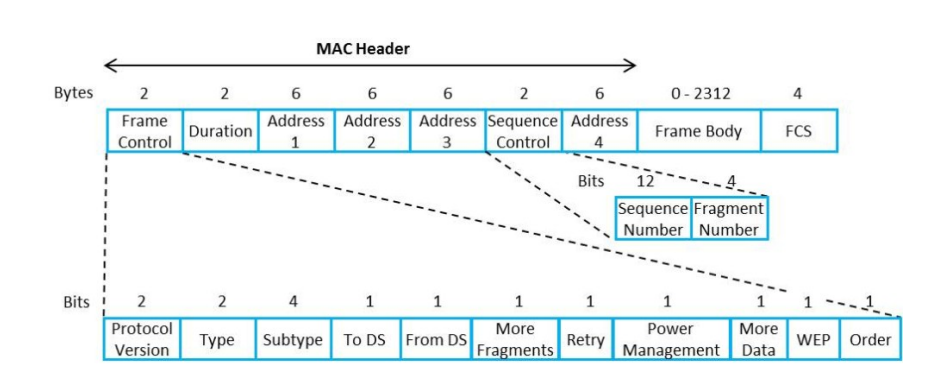 MAC Header
Bytes 2 2 6 6 6 2 6 0 - 2312 4
Frame Control Duration Address 1 Address 2 Address 3 Sequence Control Address 4 Frame Body FCS
Bits 12 4
Sequence Number Fragment Number
Bits 2 2 4 1 1 1 1 1 1 1 1
Protocol Version Type Subtype To DS From DS More Fragments Retry Power Management More Data WEP Order